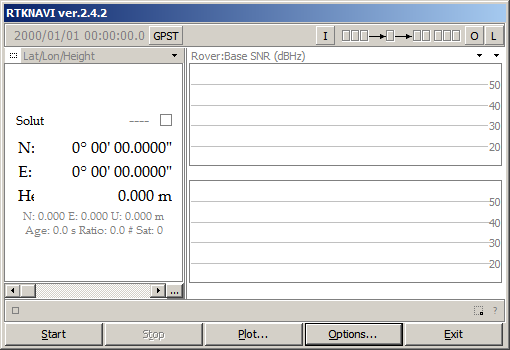 RTKNAVI ver.2.4.2
2000/01/01 00:00:00.0 GPST I O L
Lat/Lon/Height Rover:Base SNR (dBHz)
Solut ----
N: 0° 00' 00.0000"
E: 0° 00' 00.0000"
He 0.000 m
N: 0.000 E: 0.000 U: 0.000 m
Age: 0.0 s Ratio: 0.0 # Sat: 0
50
40
30
20
50
40
30
20
...
?
Start Stop Plot... Options... Exit